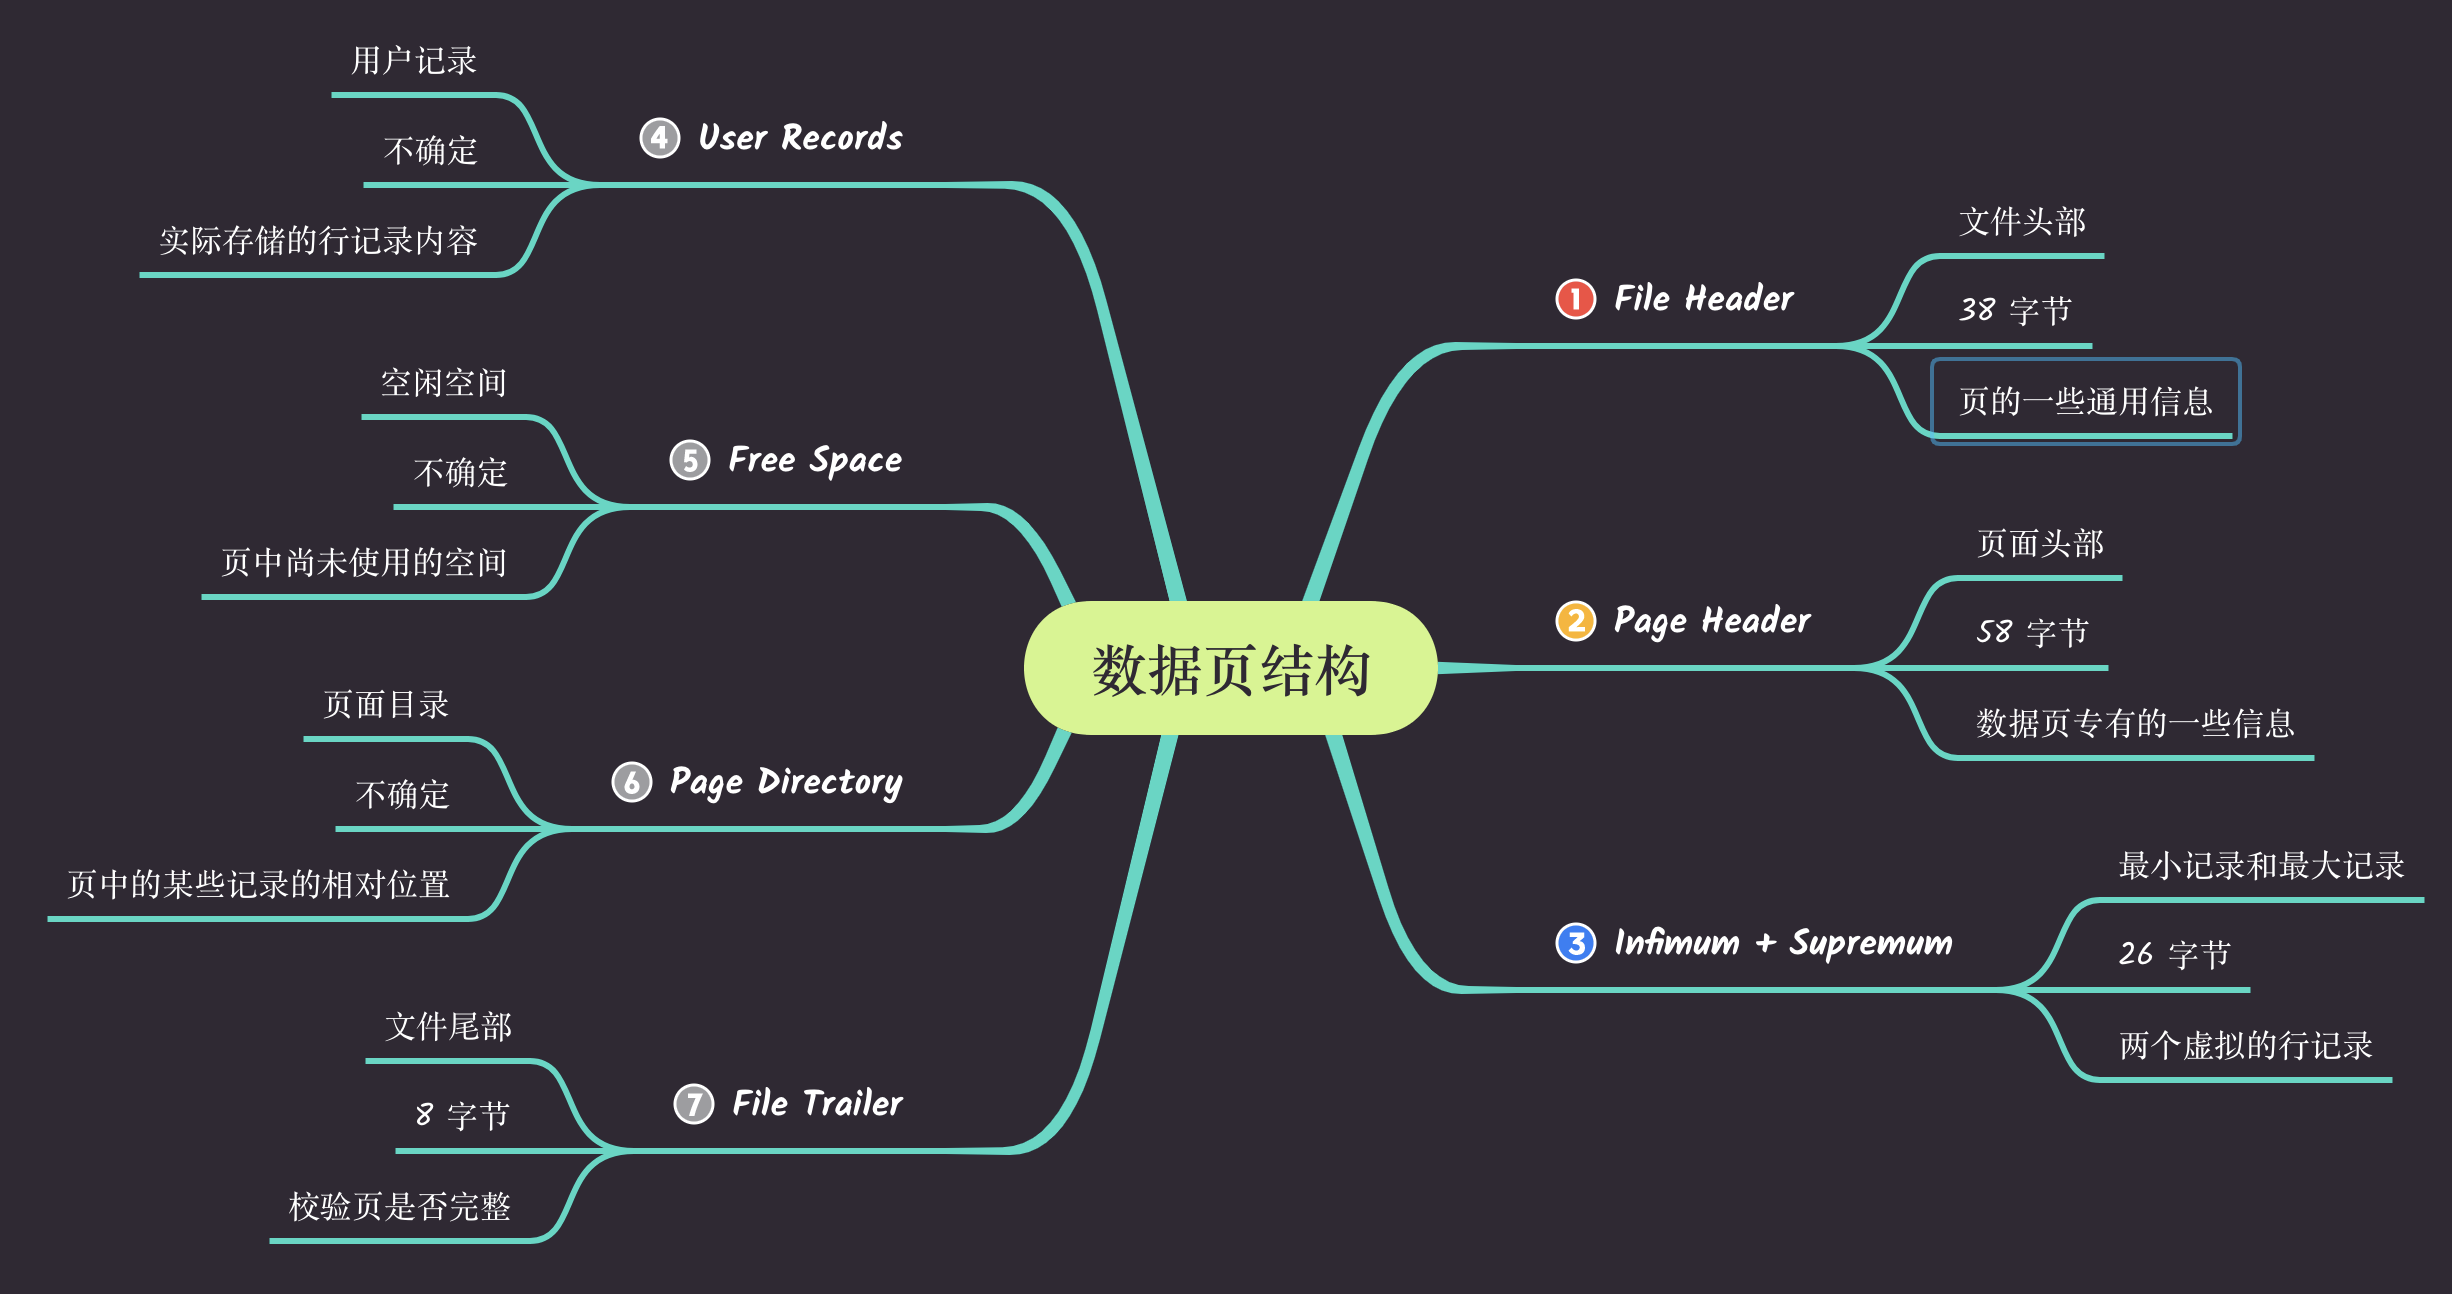 数据页结构
1 File Header
文件头部
38 字节
页的一些通用信息
2 Page Header
页面头部
58 字节
数据页专有的一些信息
3 Infimum + Supremum
最小记录和最大记录
26 字节
两个虚拟的行记录
4 User Records
用户记录
不确定
实际存储的行记录内容
5 Free Space
空闲空间
不确定
页中尚未使用的空间
6 Page Directory
页面目录
不确定
页中的某些记录的相对位置
7 File Trailer
文件尾部
8 字节
校验页是否完整